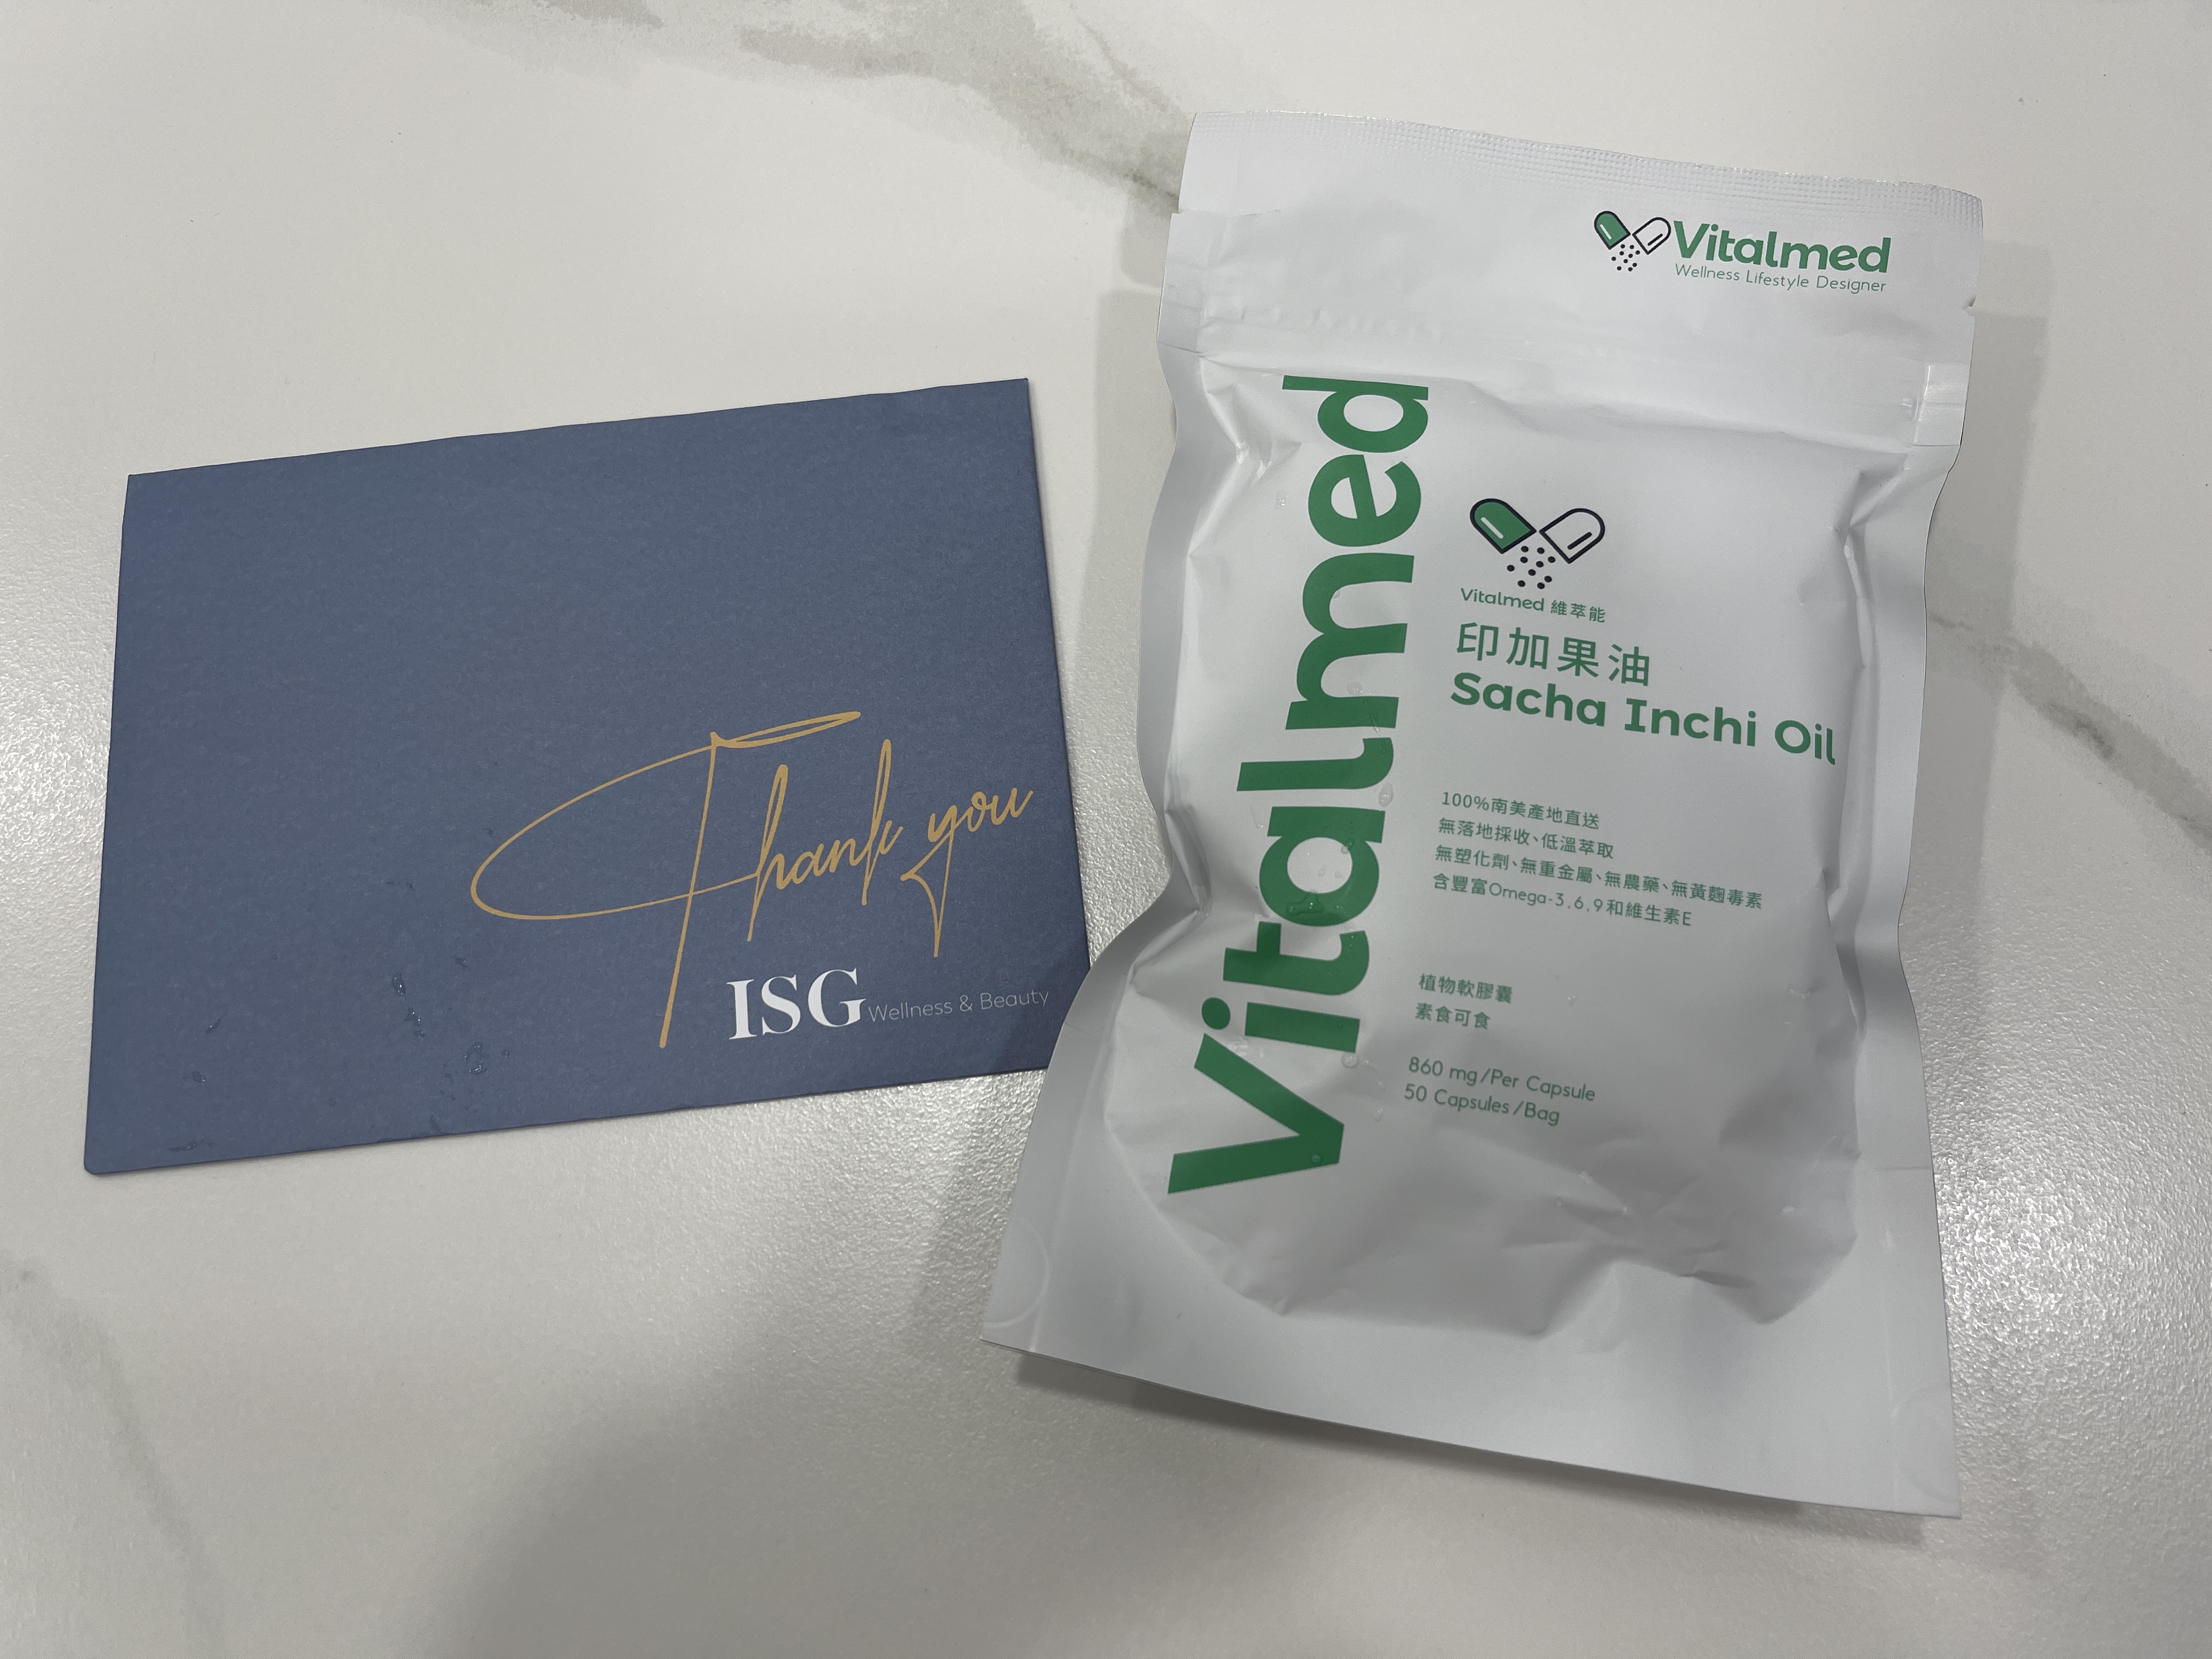 Thank you
ISG Wellness & Beauty
Vitalmed
Wellness Lifestyle Designer
Vitalmed
Vitalmed 維萃能
印加果油
Sacha Inchi Oil
100%南美產地直送
無落地採收、低溫萃取
無塑化劑、無重金屬、無農藥、無黃麴毒素
含豐富Omega-3,6,9和維生素E
植物軟膠囊
素食可食
860 mg/Per Capsule
50 Capsules/Bag